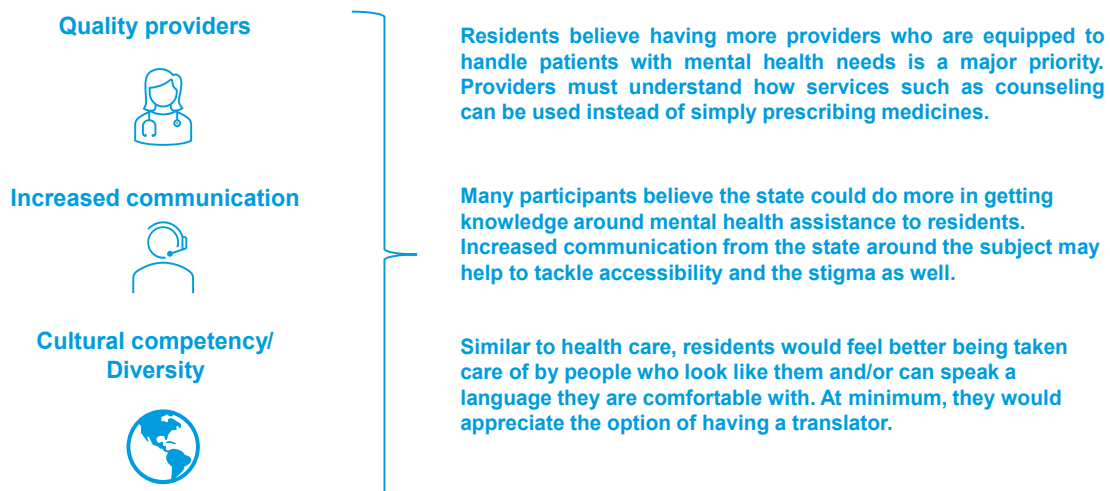 Quality providers
Residents believe having more providers who are equipped to
handle patients with mental health needs is a major priority.
Providers must understand how services such as counseling
can be used instead of simply prescribing medicines.
Increased communication
Many participants believe the state could do more in getting
knowledge around mental health assistance to residents.
Increased communication from the state around the subject may
help to tackle accessibility and the stigma as well.
Cultural competency/
Diversity
Similar to health care, residents would feel better being taken
care of by people who look like them and/or can speak a
language they are comfortable with. At minimum, they would
appreciate the option of having a translator.